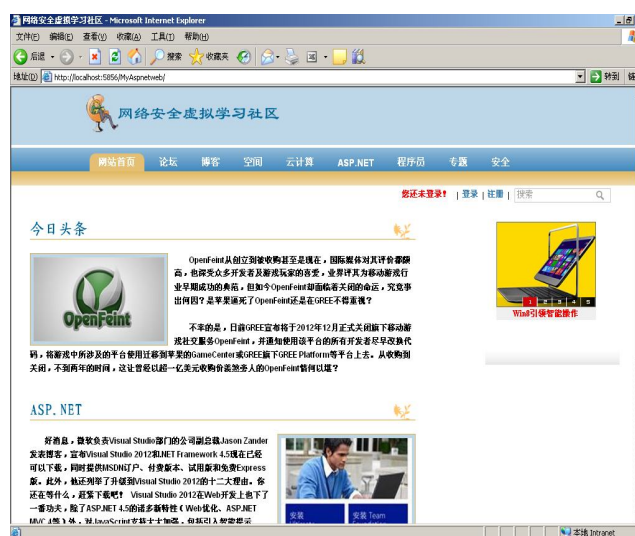 网络安全虚拟学习社区 - Microsoft Internet Explorer
文件(F) 编辑(E) 查看(V) 收藏(A) 工具(T) 帮助(H)
后退 搜索 收藏夹
地址(D) http://localhost:5856/MyAspnetweb/ 转到 链
网络安全虚拟学习社区
网站首页 论坛 博客 空间 云计算 ASP.NET 程序员 专题 安全
您还未登录! | 登录 | 注册 | 搜索
今日头条
OpenFeint从创立到被收购甚至是现在,国际媒体对其评价都颇
高,也深受众多开发者及游戏玩家的喜爱,业界评其为移动游戏行
业早期成功的典范,但如今OpenFeint却面临着关闭的命运,究竟事
出何因?是苹果逼死了OpenFeint还是在GREE不得重视?
OpenFeint
不幸的是,日前GREE宣布将于2012年12月正式关闭旗下移动游
戏社交服务OpenFeint,并通知使用该平台的所有开发者尽早改换代
码,将游戏中所涉及的平台使用迁移到苹果的GameCenter或GREE旗下GREE Platform等平台上去。从收购到
关闭,不到两年的时间,这让曾以超一亿美元收购价羡煞旁人的OpenFeint情何以堪?
1 2 3 4 5
Win8引领智能操作
ASP.NET
好消息,微软负责Visual Studio部门的公司副总裁Jason Zander
发表博客,宣布Visual Studio 2012和.NET Framework 4.5现在已经
可以下载,同时提供MSDN订户、付费版本、试用版和免费Express
版。此外,他还列举了升级到Visual Studio 2012的十二大理由。你
还在等什么,赶紧下载吧! Visual Studio 2012在Web开发上也下了
一番功夫,除了ASP.NET 4.5的诸多新特性(Web优化、ASP.NET
MVC 4等)外,对JavaScript支持大大加强,包括引入智能提示
安装 安装 Team
本地 Intranet